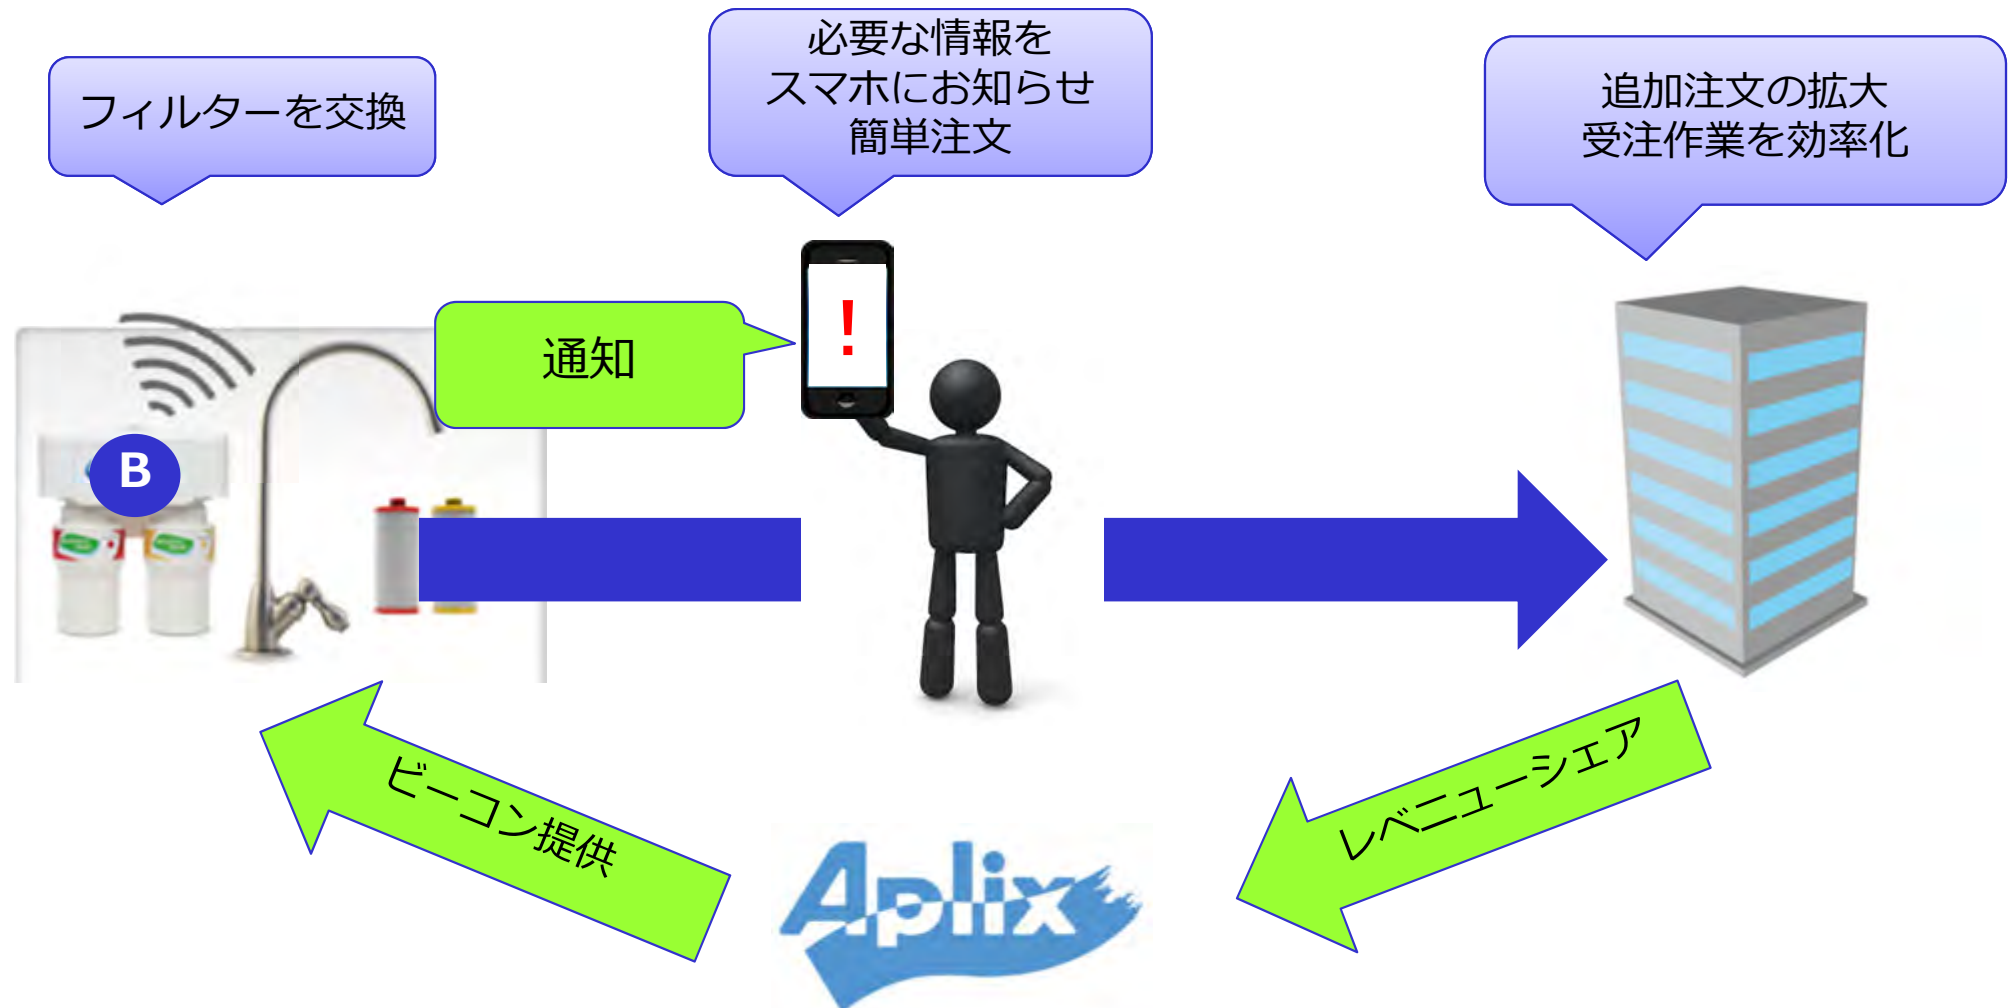 フィルターを交換
必要な情報を
スマホにお知らせ
簡単注文
追加注文の拡大
受注作業を効率化
通知
!
B
ビーコン提供
レベニューシェア
Aplix